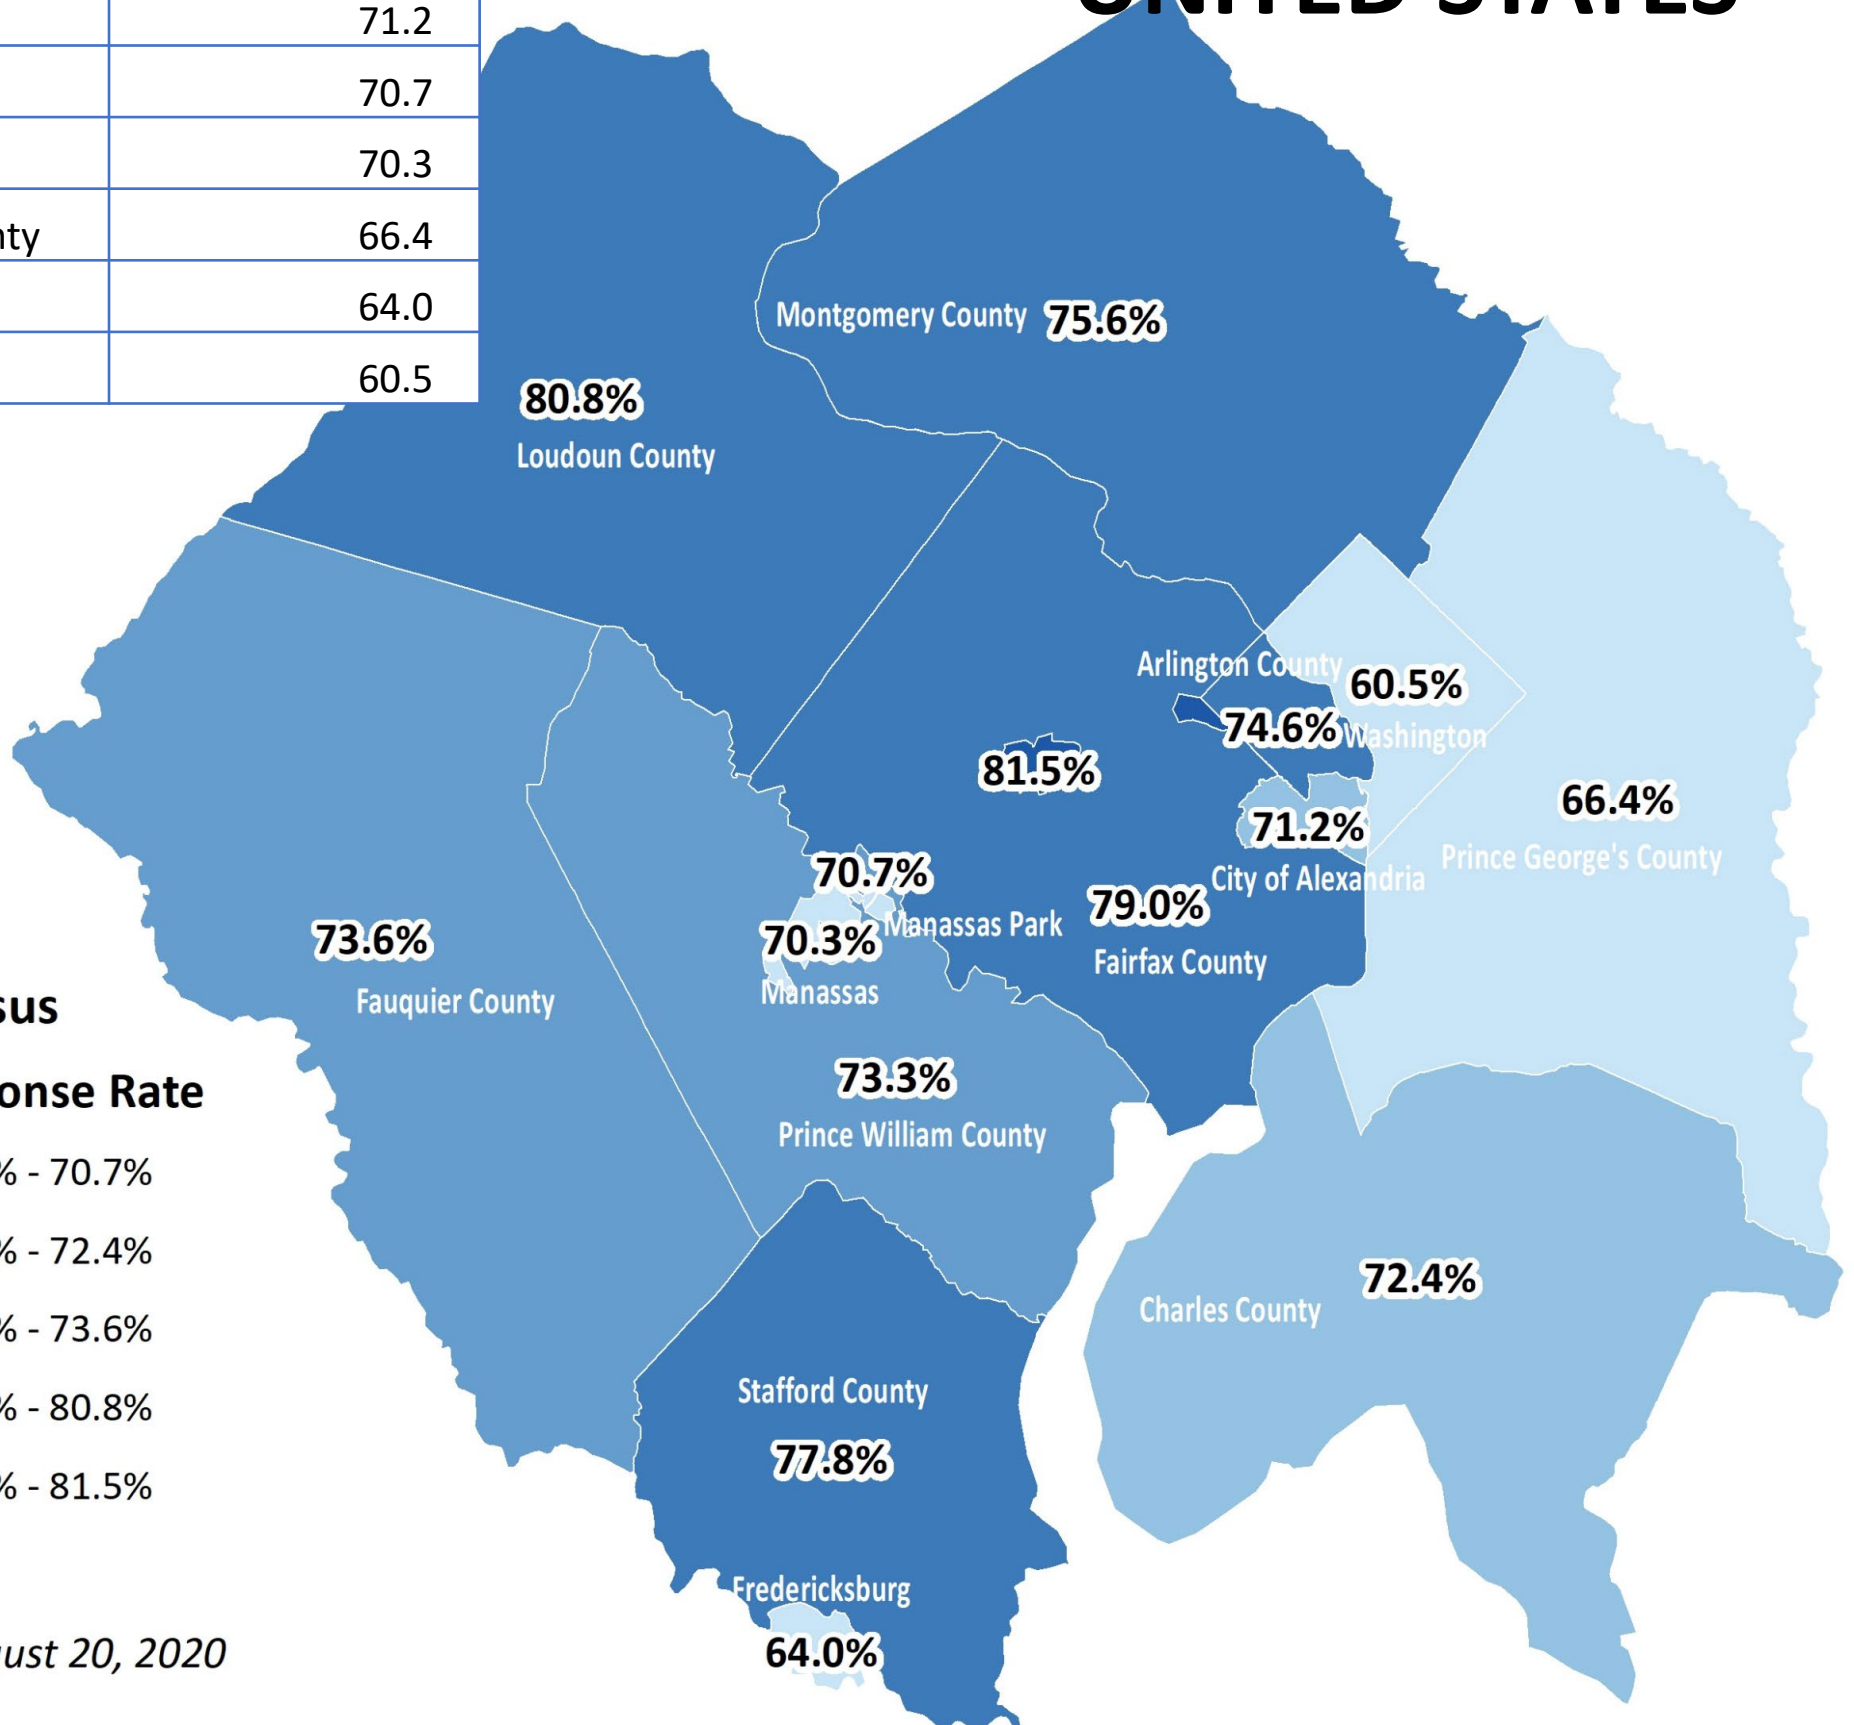 UNITED STATES
71.2
70.7
70.3
nty 66.4
64.0
60.5
Montgomery County 75.6%
80.8%
Loudoun County
Arlington County
60.5%
74.6%
Washington
81.5%
66.4%
71.2%
Prince George's County
City of Alexandria
70.7%
79.0%
Manassas Park
73.6%
70.3%
Fairfax County
Fauquier County
Manassas
sus
onse Rate
73.3%
Prince William County
% - 70.7%
% - 72.4%
% - 73.6%
% - 80.8%
% - 81.5%
72.4%
Charles County
Stafford County
77.8%
Fredericksburg
64.0%
ust 20, 2020